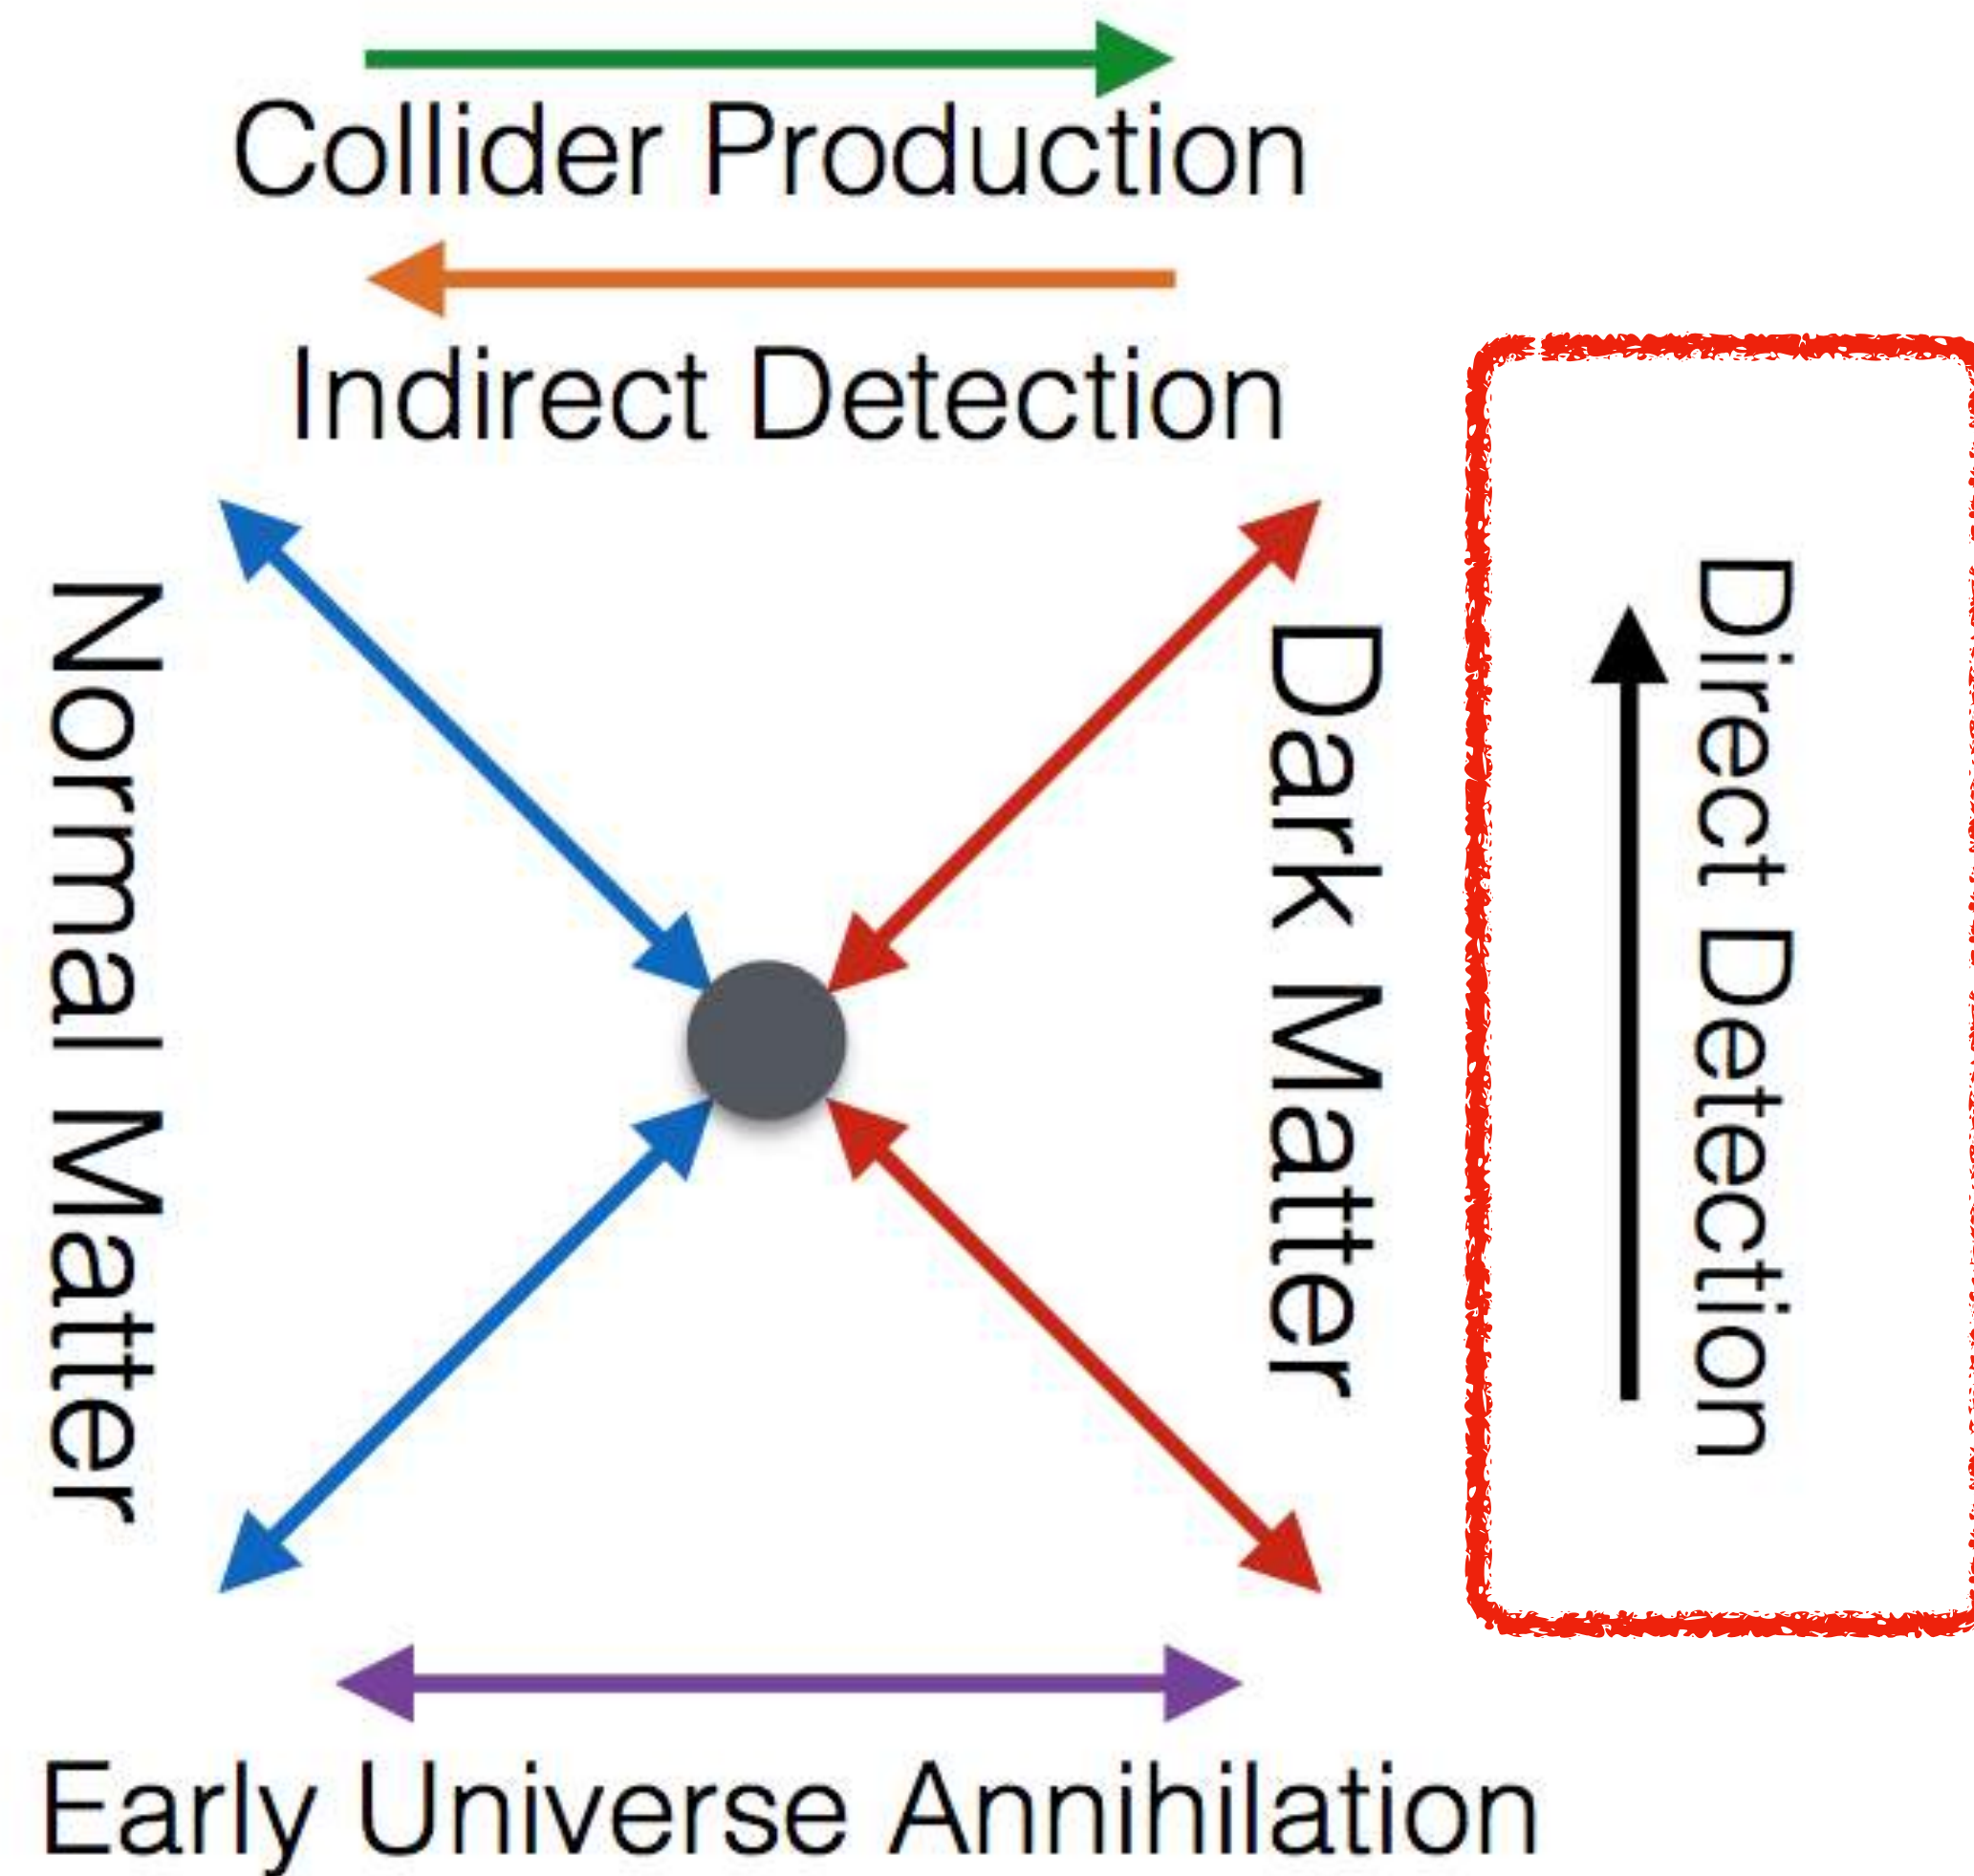 Collider Production
Indirect Detection
Normal Matter
Dark Matter
Direct Detection
Early Universe Annihilation